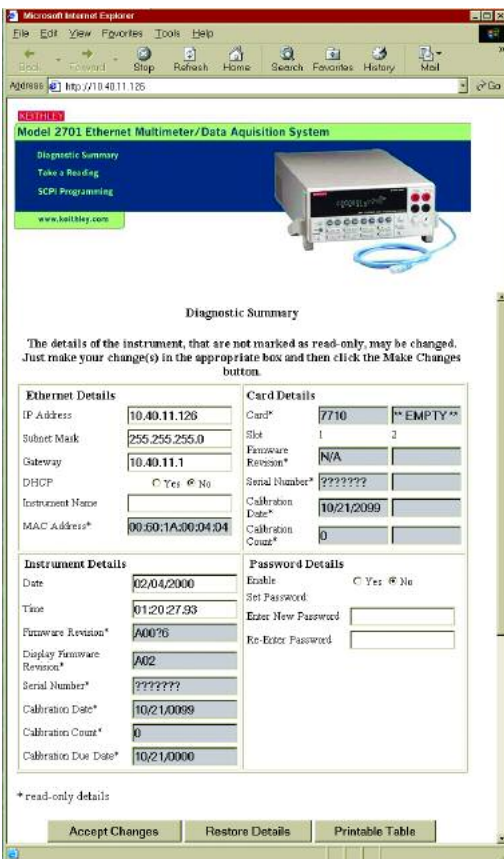 Microsoft Internet Explorer
File Edit View Favorites Tools Help
Back Forward Stop Refresh Home Search Favorites History Mail
Address http://10.40.11.126 Go
KEITHLEY
Model 2701 Ethernet Multimeter/Data Aquisition System
Diagnostic Summary
Take a Reading
SCPI Programming
www.keithley.com
Diagnostic Summary
The details of the instrument, that are not marked as read-only, may be changed.
Just make your change(s) in the appropriate box and then click the Make Changes
button.
Ethernet Details
IP Address 10.40.11.126
Subnet Mask 255.255.255.0
Gateway 10.40.11.1
DHCP Yes No
Instrument Name
MAC Address* 00:60:1A:00:04:04
Card Details
Card* 7710 ** EMPTY **
Slot 1 2
Firmware
Revision* N/A
Serial Number* ???????
Calibration
Date* 10/21/2099
Calibration
Count* 0
Instrument Details
Date 02/04/2000
Time 01:20:27.93
Firmware Revision* A00?6
Display Firmware
Revision* A02
Serial Number* ???????
Calibration Date* 10/21/0099
Calibration Count* 0
Calibration Due Date* 10/21/0000
Password Details
Enable Yes No
Set Password:
Enter New Password
Re-Enter Password
* read-only details
Accept Changes Restore Details Printable Table